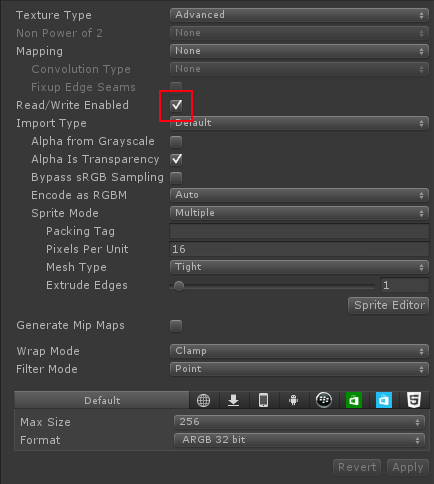 Texture Type Advanced
Non Power of 2 None
Mapping None
Convolution Type None
Fixup Edge Seams
Read/Write Enabled
Import Type Default
Alpha from Grayscale
Alpha Is Transparency
Bypass sRGB Sampling
Encode as RGBM Auto
Sprite Mode Multiple
Packing Tag
Pixels Per Unit 16
Mesh Type Tight
Extrude Edges 1
Sprite Editor
Generate Mip Maps
Wrap Mode Clamp
Filter Mode Point
Default
Max Size 256
Format ARGB 32 bit
Revert Apply